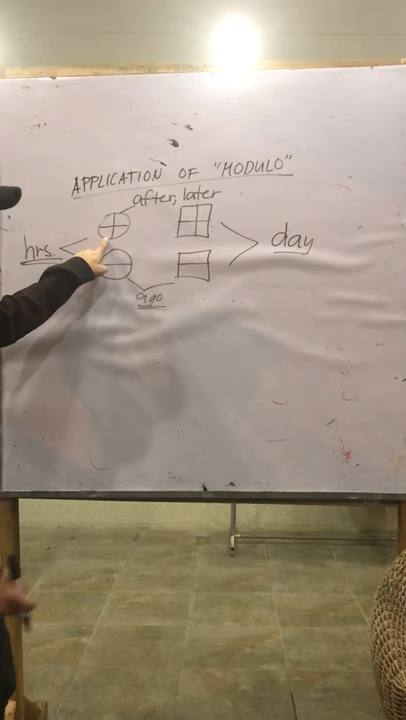 APPLICATION OF "MODULO"
after, later
hrs.
day
ago